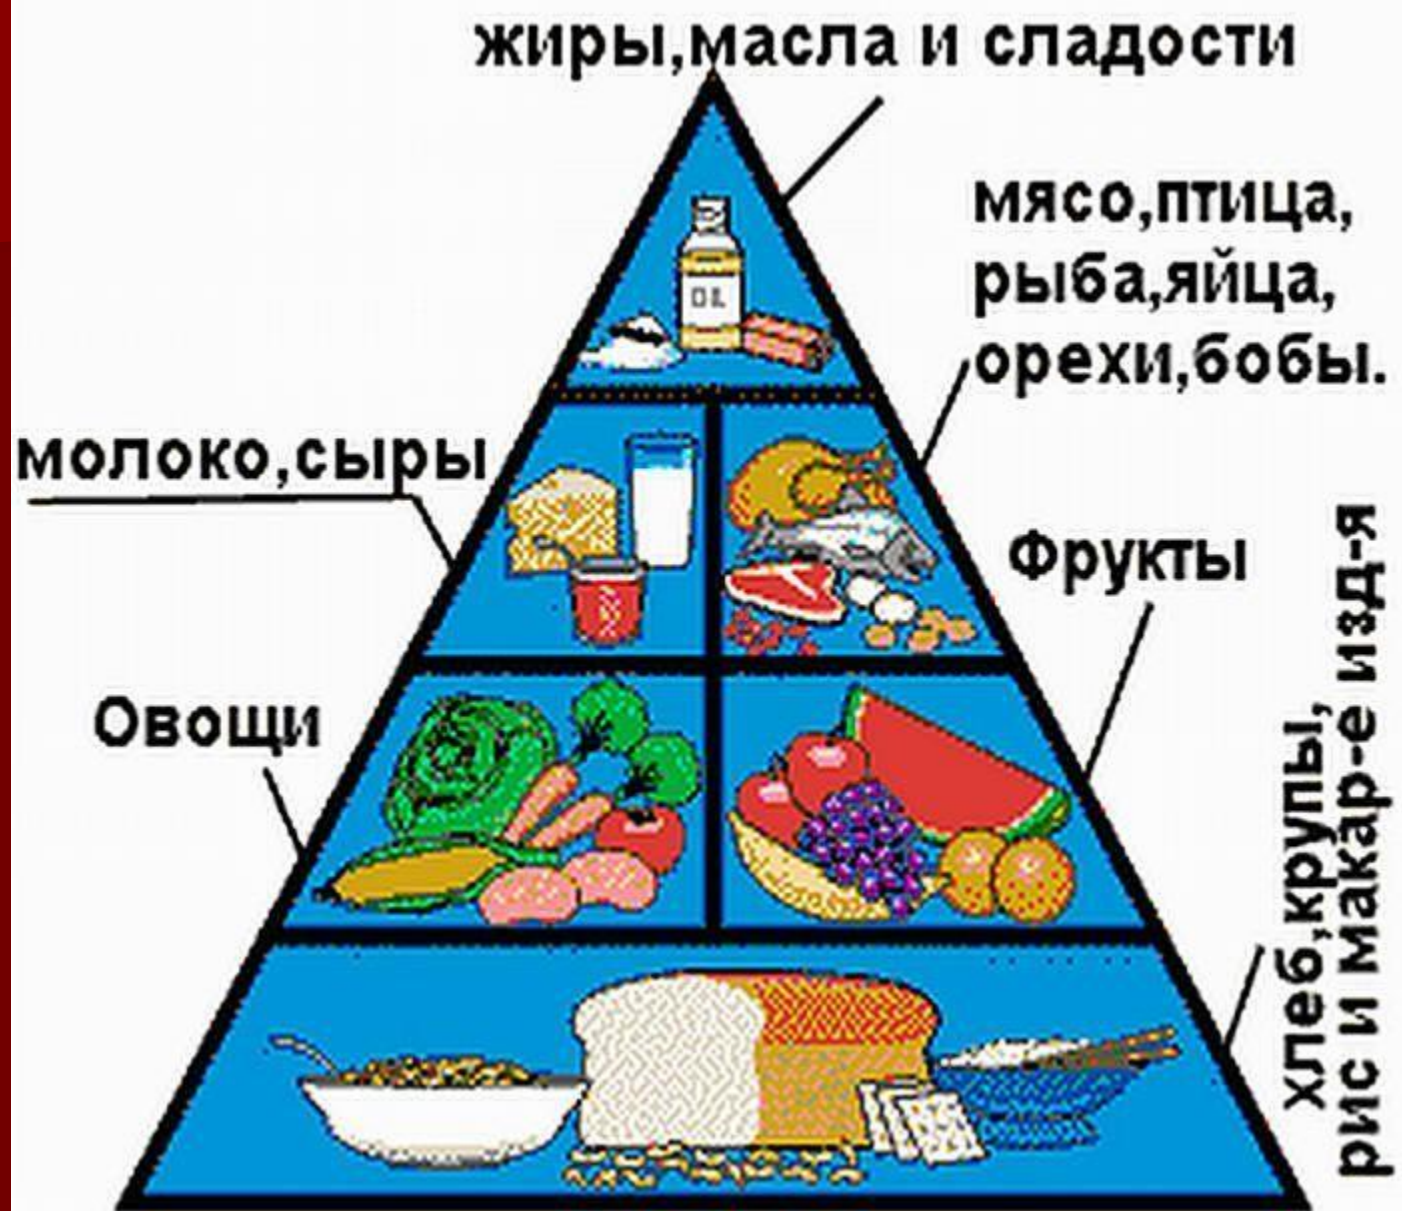 жиры,масла и сладости
мясо,птица,
рыба,яйца,
орехи,бобы.
молоко,сыры
Фрукты
Овощи
хлеб,крупы,
рис и макар-е изд-я
OIL